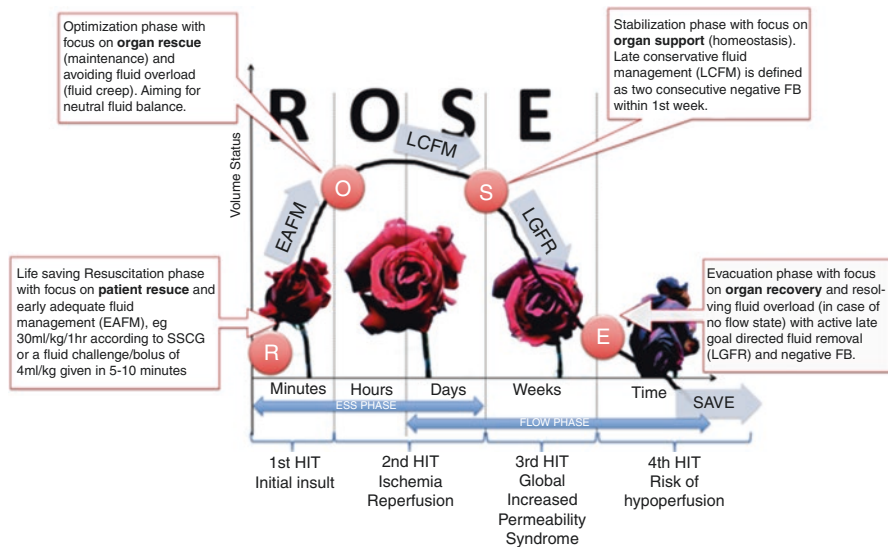 Optimization phase with
focus on organ rescue
(maintenance) and
avoiding fluid overload
(fluid creep). Aiming for
neutral fluid balance.
Stabilization phase with focus on
organ support (homeostasis).
Late conservative fluid
management (LCFM) is defined
as two consecutive negative FB
within 1st week.
R O S E
Volume Status
LCFM
O
S
EAFM
LGFR
Life saving Resuscitation phase
with focus on patient resuce and
early adequate fluid
management (EAFM), eg
30ml/kg/1hr according to SSCG
or a fluid challenge/bolus of
4ml/kg given in 5-10 minutes
Evacuation phase with focus
on organ recovery and resol-
ving fluid overload (in case of
no flow state) with active late
goal directed fluid removal
(LGFR) and negative FB.
R
E
Minutes Hours Days Weeks Time
SAVE
ESS PHASE
FLOW PHASE
1st HIT
Initial insult
2nd HIT
Ischemia
Reperfusion
3rd HIT
Global
Increased
Permeability
Syndrome
4th HIT
Risk of
hypoperfusion